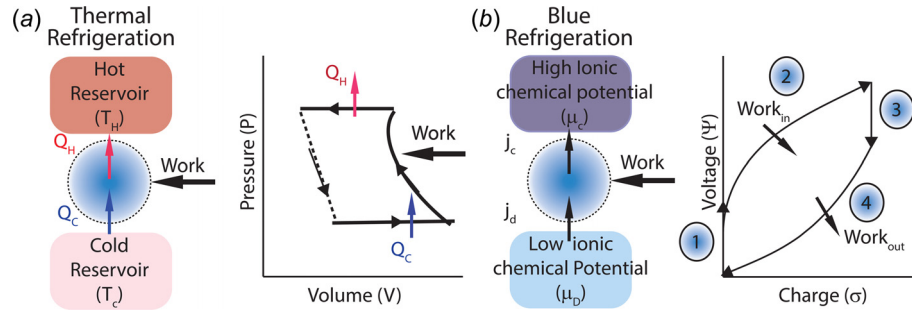 (a)
Thermal
Refrigeration
Hot
Reservoir
(T_H)
Q_H
Work
Q_C
Cold
Reservoir
(T_c)
Pressure (P)
Q_H
Work
Q_C
Volume (V)
(b)
Blue
Refrigeration
High Ionic
chemical potential
(μ_c)
j_c
Work
j_d
Low ionic
chemical Potential
(μ_D)
Voltage (Ψ)
2
Work_in
3
4
1
Work_out
Charge (σ)